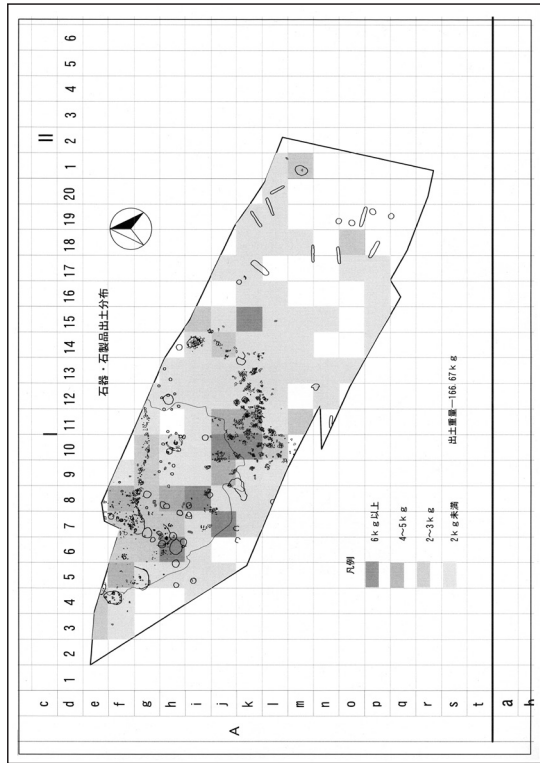 石器・石製品出土分布
Ⅱ
Ⅰ
6
5
4
3
2
1
20
19
18
17
16
15
14
13
12
11
10
9
8
7
6
5
4
3
2
1
凡例
6kg以上
4~5kg
2~3kg
2kg未満
出土重量―166.67kg
A
c
d
e
f
g
h
i
j
k
l
m
n
o
p
q
r
s
t
a
h